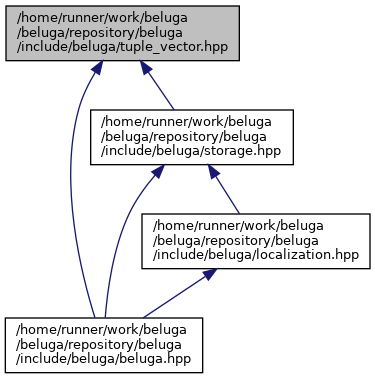 /home/runner/work/beluga
/beluga/repository/beluga
/include/beluga/tuple_vector.hpp
/home/runner/work/beluga
/beluga/repository/beluga
/include/beluga/storage.hpp
/home/runner/work/beluga
/beluga/repository/beluga
/include/beluga/localization.hpp
/home/runner/work/beluga
/beluga/repository/beluga
/include/beluga/beluga.hpp